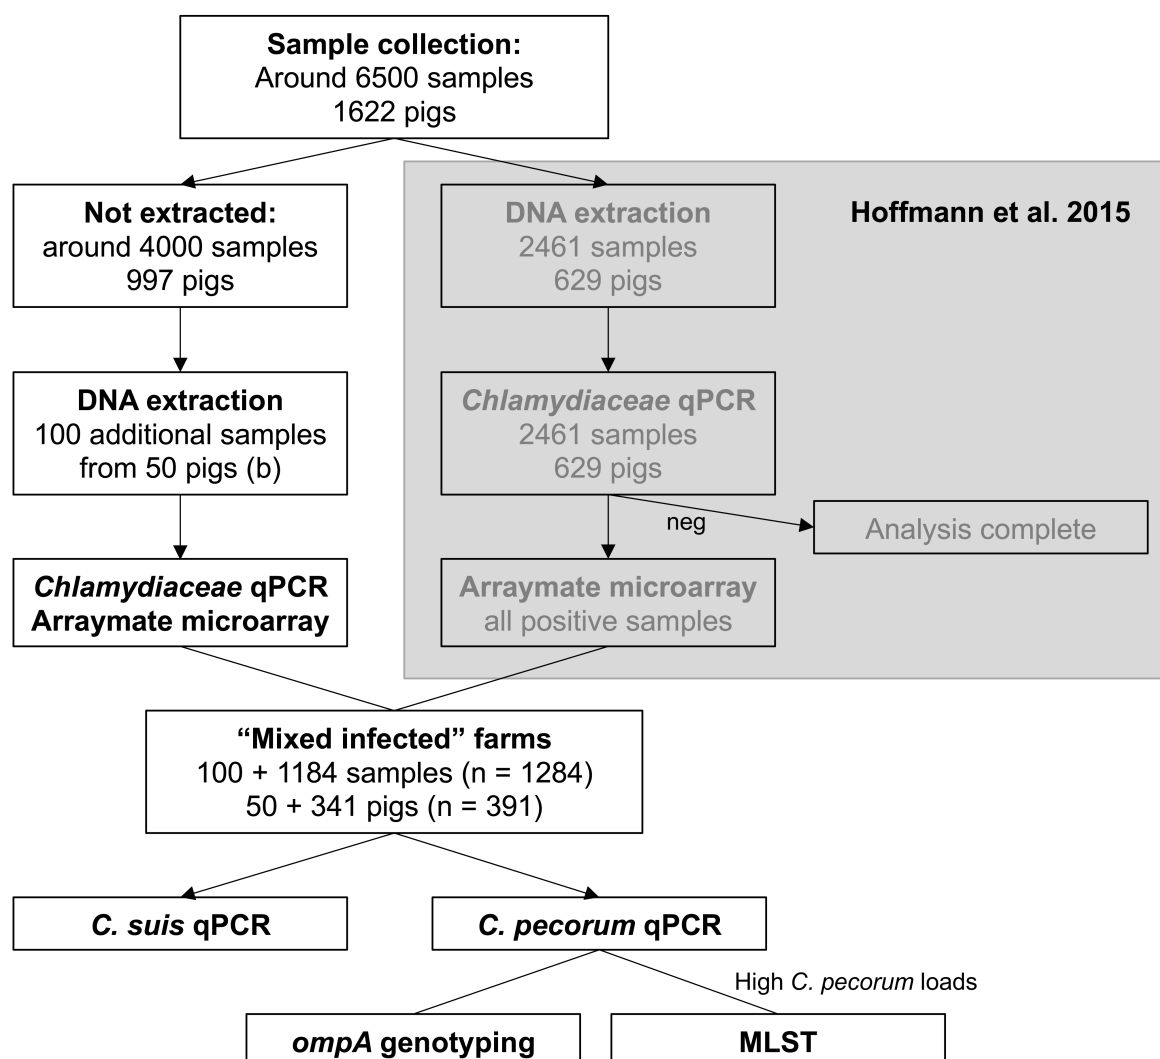 Sample collection:
Around 6500 samples
1622 pigs
Not extracted:
around 4000 samples
997 pigs
DNA extraction
2461 samples
629 pigs
Hoffmann et al. 2015
DNA extraction
100 additional samples
from 50 pigs (b)
Chlamydiaceae qPCR
2461 samples
629 pigs
neg
Analysis complete
Chlamydiaceae qPCR
Arraymate microarray
Arraymate microarray
all positive samples
“Mixed infected” farms
100 + 1184 samples (n = 1284)
50 + 341 pigs (n = 391)
C. suis qPCR
C. pecorum qPCR
High C. pecorum loads
ompA genotyping
MLST